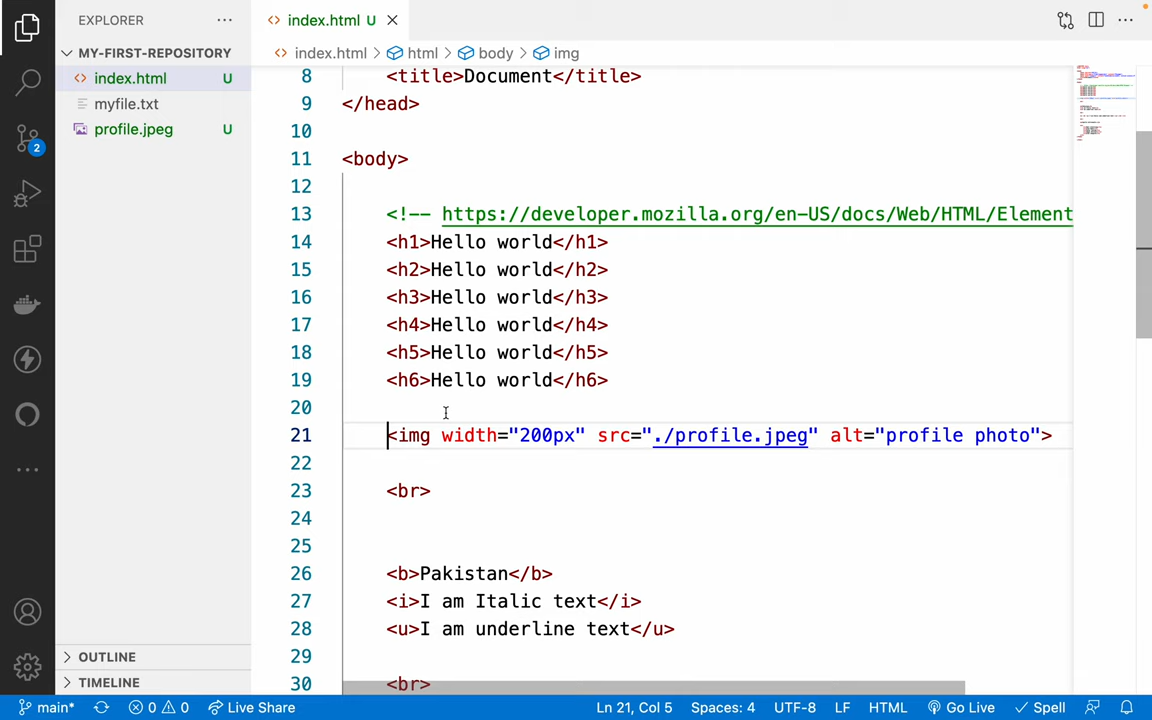 EXPLORER
index.html U
MY-FIRST-REPOSITORY
index.html > html > body > img
index.html U
myfile.txt
profile.jpeg U
2
8 <title>Document</title>
9 </head>
10
11 <body>
12
13 <!-- https://developer.mozilla.org/en-US/docs/Web/HTML/Element
14 <h1>Hello world</h1>
15 <h2>Hello world</h2>
16 <h3>Hello world</h3>
17 <h4>Hello world</h4>
18 <h5>Hello world</h5>
19 <h6>Hello world</h6>
20
21 <img width="200px" src="./profile.jpeg" alt="profile photo">
22
23 <br>
24
25
26 <b>Pakistan</b>
27 <i>I am Italic text</i>
28 <u>I am underline text</u>
29
30 <br>
OUTLINE
TIMELINE
main* 0 0 Live Share Ln 21, Col 5 Spaces: 4 UTF-8 LF HTML Go Live Spell